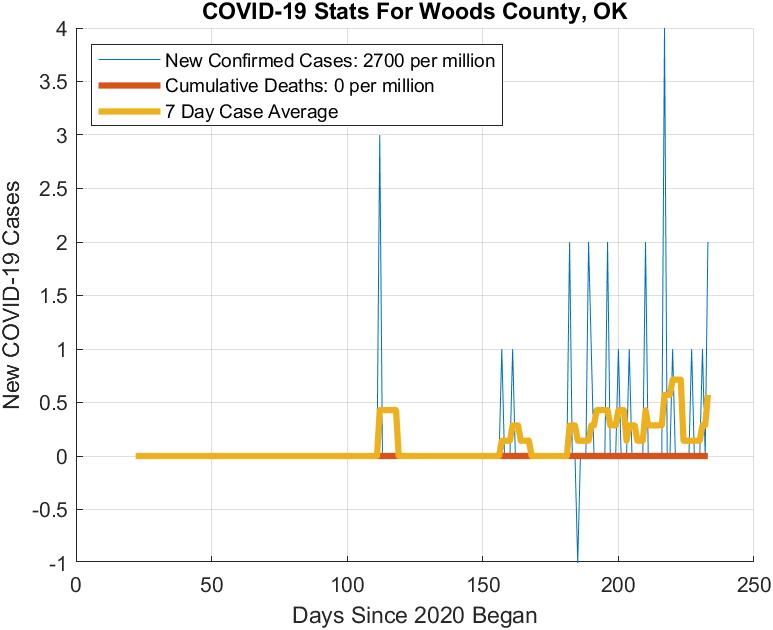 COVID-19 Stats For Woods County, OK
New Confirmed Cases: 2700 per million
Cumulative Deaths: 0 per million
7 Day Case Average
New COVID-19 Cases
4
3.5
3
2.5
2
1.5
1
0.5
0
-0.5
-1
0 50 100 150 200 250
Days Since 2020 Began